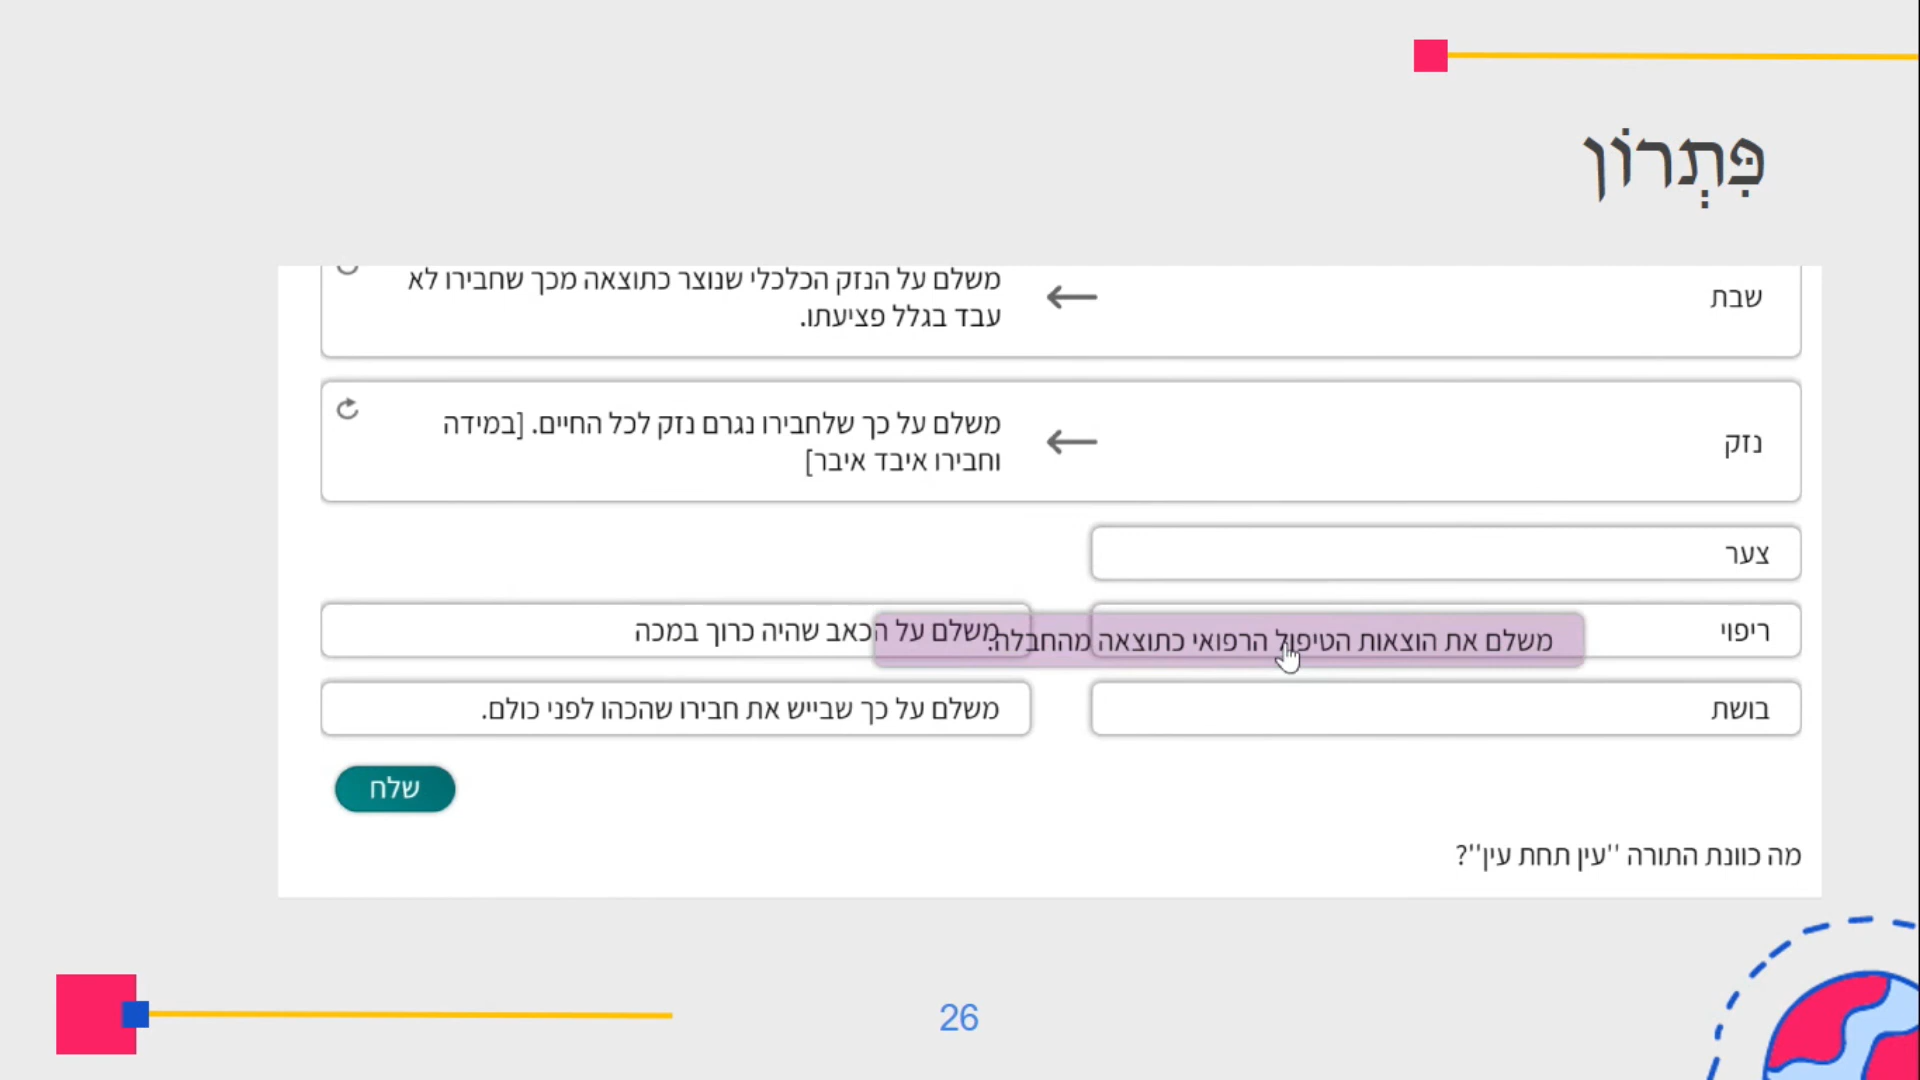 פִּתְרוֹן
שבת
משלם על הנזק הכלכלי שנוצר כתוצאה מכך שחבירו לא
עבד בגלל פציעתו.
נזק
משלם על כך שלחבירו נגרם נזק לכל החיים. [במידה
וחבירו איבד איבר]
צער
ריפוי
משלם את הוצאות הטיפול הרפואי כתוצאה מהחבלה.
משלם על הכאב שהיה כרוך במכה
בושת
משלם על כך שבייש את חבירו שהכהו לפני כולם.
שלח
מה כוונת התורה ''עין תחת עין''?
26